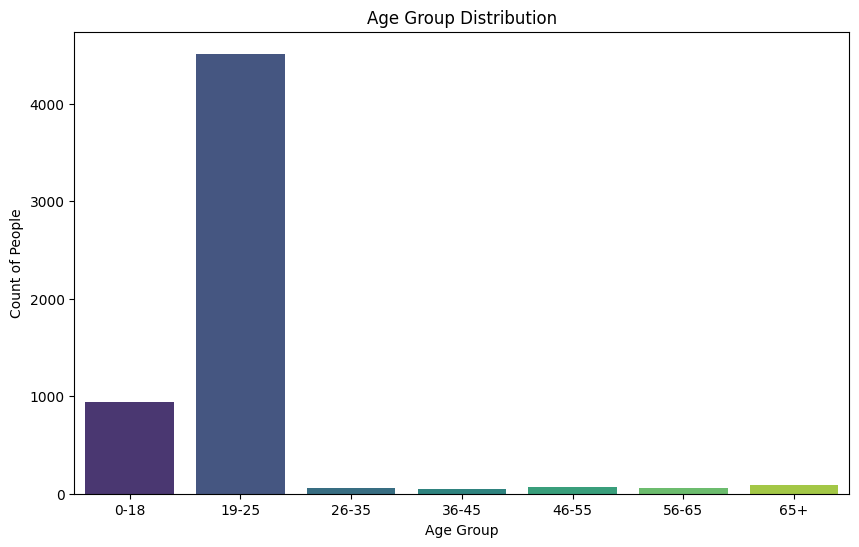 Age Group Distribution
Count of People
4000
3000
2000
1000
0
0-18 19-25 26-35 36-45 46-55 56-65 65+
Age Group